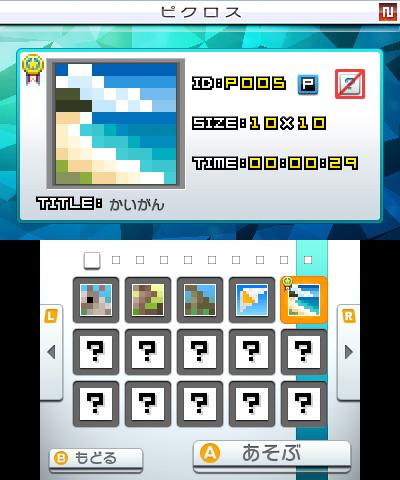 ピクロス
ID:P005 P ?
SIZE:10×10
TIME:00:00:29
TITLE: かいがん
L R
? ? ? ? ?
? ? ? ? ?
B もどる A あそぶ